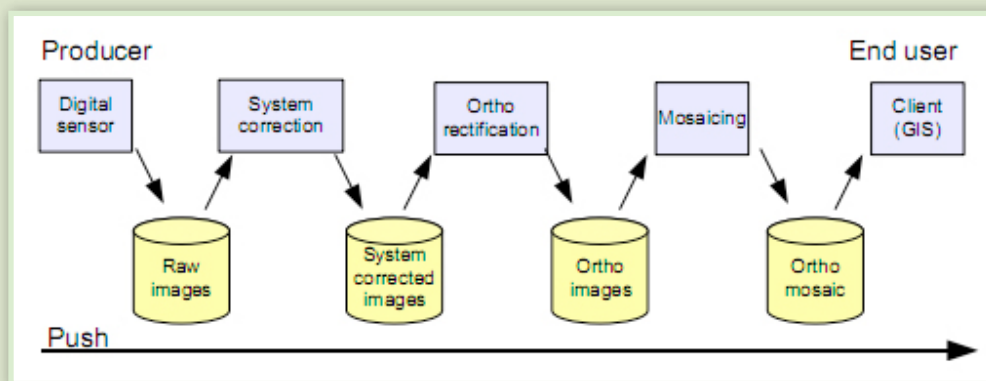 Producer
End user
Digital
sensor
System
correction
Ortho
rectification
Mosaicing
Client
(GIS)
Raw
images
System
corrected
images
Ortho
images
Ortho
mosaic
Push